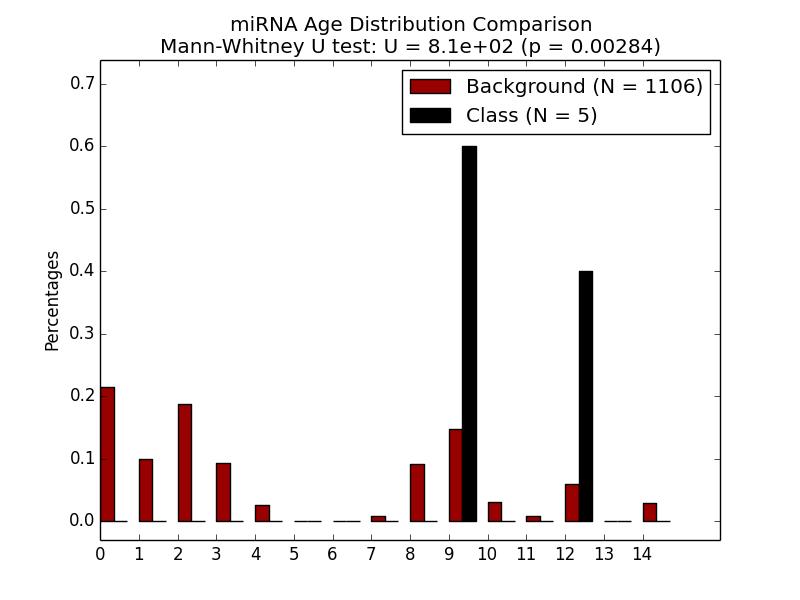 miRNA Age Distribution Comparison
Mann-Whitney U test: U = 8.1e+02 (p = 0.00284)
Background (N = 1106)
Class (N = 5)
Percentages
0.7
0.6
0.5
0.4
0.3
0.2
0.1
0.0
0 1 2 3 4 5 6 7 8 9 10 11 12 13 14